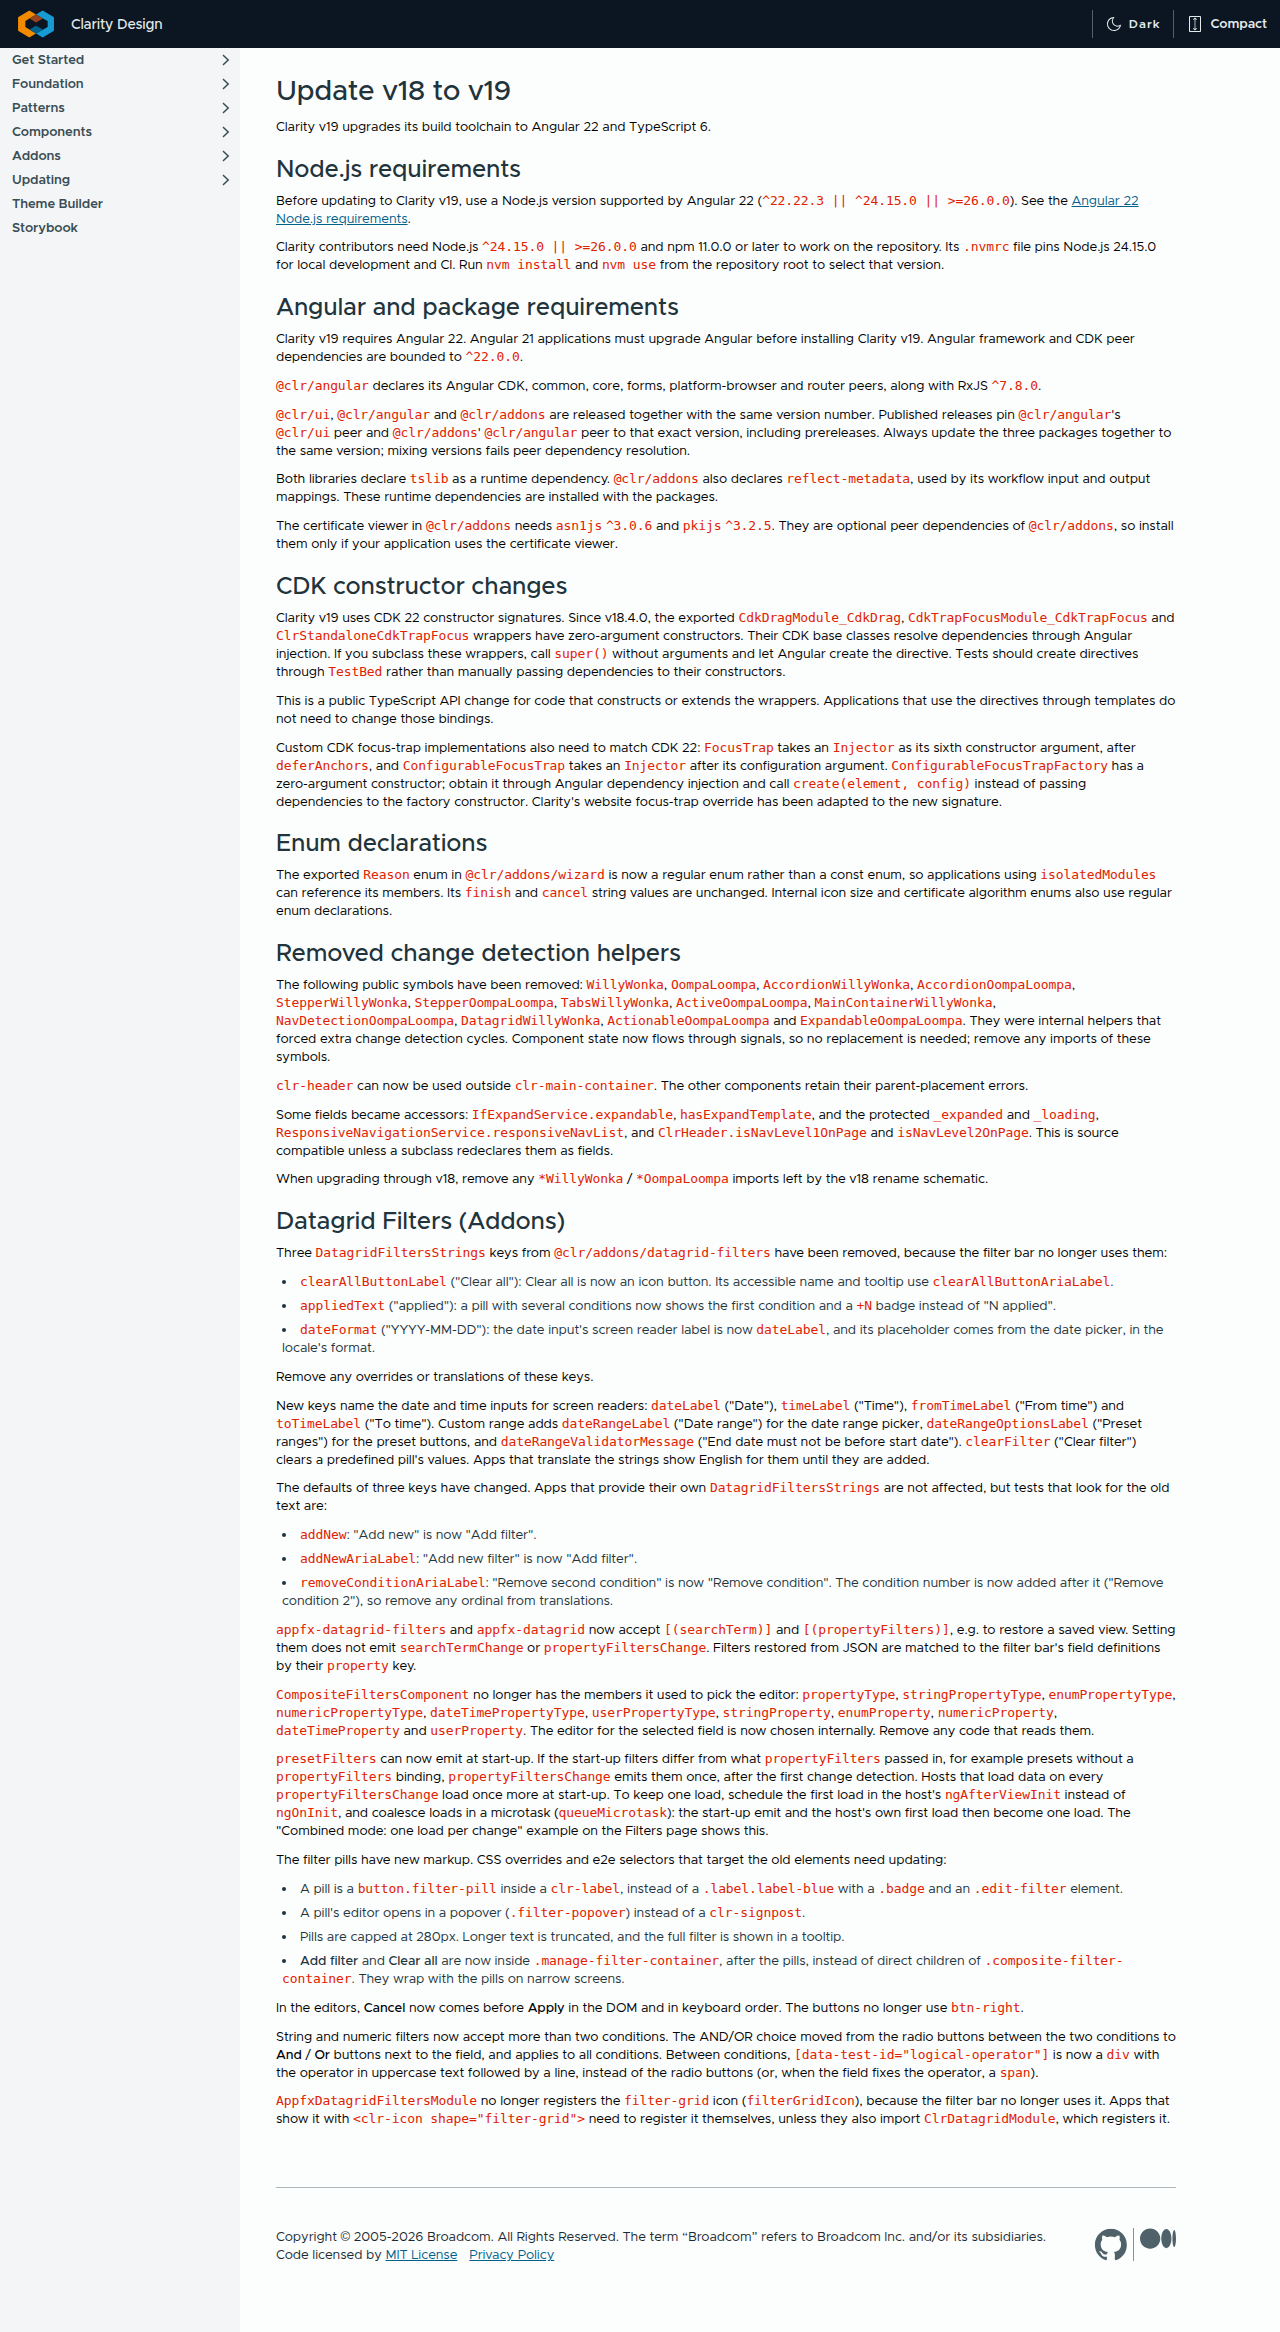 Clarity Design
Dark
Compact
Get Started
Foundation
Patterns
Components
Addons
Updating
Theme Builder
Storybook
Update v18 to v19
Clarity v19 upgrades its build toolchain to Angular 22 and TypeScript 6.
Node.js requirements
Before updating to Clarity v19, use a Node.js version supported by Angular 22 (^22.22.3 || ^24.15.0 || >=26.0.0). See the Angular 22
Node.js requirements.
Clarity contributors need Node.js ^24.15.0 || >=26.0.0 and npm 11.0.0 or later to work on the repository. Its .nvmrc file pins Node.js 24.15.0
for local development and CI. Run nvm install and nvm use from the repository root to select that version.
Angular and package requirements
Clarity v19 requires Angular 22. Angular 21 applications must upgrade Angular before installing Clarity v19. Angular framework and CDK peer
dependencies are bounded to ^22.0.0.
@clr/angular declares its Angular CDK, common, core, forms, platform-browser and router peers, along with RxJS ^7.8.0.
@clr/ui, @clr/angular and @clr/addons are released together with the same version number. Published releases pin @clr/angular's
@clr/ui peer and @clr/addons' @clr/angular peer to that exact version, including prereleases. Always update the three packages together to
the same version; mixing versions fails peer dependency resolution.
Both libraries declare tslib as a runtime dependency. @clr/addons also declares reflect-metadata, used by its workflow input and output
mappings. These runtime dependencies are installed with the packages.
The certificate viewer in @clr/addons needs asn1js ^3.0.6 and pkijs ^3.2.5. They are optional peer dependencies of @clr/addons, so install
them only if your application uses the certificate viewer.
CDK constructor changes
Clarity v19 uses CDK 22 constructor signatures. Since v18.4.0, the exported CdkDragModule_CdkDrag, CdkTrapFocusModule_CdkTrapFocus and
ClrStandaloneCdkTrapFocus wrappers have zero-argument constructors. Their CDK base classes resolve dependencies through Angular
injection. If you subclass these wrappers, call super() without arguments and let Angular create the directive. Tests should create directives
through TestBed rather than manually passing dependencies to their constructors.
This is a public TypeScript API change for code that constructs or extends the wrappers. Applications that use the directives through templates do
not need to change those bindings.
Custom CDK focus-trap implementations also need to match CDK 22: FocusTrap takes an Injector as its sixth constructor argument, after
deferAnchors, and ConfigurableFocusTrap takes an Injector after its configuration argument. ConfigurableFocusTrapFactory has a
zero-argument constructor; obtain it through Angular dependency injection and call create(element, config) instead of passing
dependencies to the factory constructor. Clarity's website focus-trap override has been adapted to the new signature.
Enum declarations
The exported Reason enum in @clr/addons/wizard is now a regular enum rather than a const enum, so applications using isolatedModules
can reference its members. Its finish and cancel string values are unchanged. Internal icon size and certificate algorithm enums also use regular
enum declarations.
Removed change detection helpers
The following public symbols have been removed: WillyWonka, OompaLoompa, AccordionWillyWonka, AccordionOompaLoompa,
StepperWillyWonka, StepperOompaLoompa, TabsWillyWonka, ActiveOompaLoompa, MainContainerWillyWonka,
NavDetectionOompaLoompa, DatagridWillyWonka, ActionableOompaLoompa and ExpandableOompaLoompa. They were internal helpers that
forced extra change detection cycles. Component state now flows through signals, so no replacement is needed; remove any imports of these
symbols.
clr-header can now be used outside clr-main-container. The other components retain their parent-placement errors.
Some fields became accessors: IfExpandService.expandable, hasExpandTemplate, and the protected _expanded and _loading,
ResponsiveNavigationService.responsiveNavList, and ClrHeader.isNavLevel1OnPage and isNavLevel2OnPage. This is source
compatible unless a subclass redeclares them as fields.
When upgrading through v18, remove any *WillyWonka / *OompaLoompa imports left by the v18 rename schematic.
Datagrid Filters (Addons)
Three DatagridFiltersStrings keys from @clr/addons/datagrid-filters have been removed, because the filter bar no longer uses them:
• clearAllButtonLabel ("Clear all"): Clear all is now an icon button. Its accessible name and tooltip use clearAllButtonAriaLabel.
• appliedText ("applied"): a pill with several conditions now shows the first condition and a +N badge instead of "N applied".
• dateFormat ("YYYY-MM-DD"): the date input's screen reader label is now dateLabel, and its placeholder comes from the date picker, in the
locale's format.
Remove any overrides or translations of these keys.
New keys name the date and time inputs for screen readers: dateLabel ("Date"), timeLabel ("Time"), fromTimeLabel ("From time") and
toTimeLabel ("To time"). Custom range adds dateRangeLabel ("Date range") for the date range picker, dateRangeOptionsLabel ("Preset
ranges") for the preset buttons, and dateRangeValidatorMessage ("End date must not be before start date"). clearFilter ("Clear filter")
clears a predefined pill's values. Apps that translate the strings show English for them until they are added.
The defaults of three keys have changed. Apps that provide their own DatagridFiltersStrings are not affected, but tests that look for the old
text are:
• addNew: "Add new" is now "Add filter".
• addNewAriaLabel: "Add new filter" is now "Add filter".
• removeConditionAriaLabel: "Remove second condition" is now "Remove condition". The condition number is now added after it ("Remove
condition 2"), so remove any ordinal from translations.
appfx-datagrid-filters and appfx-datagrid now accept [(searchTerm)] and [(propertyFilters)], e.g. to restore a saved view. Setting
them does not emit searchTermChange or propertyFiltersChange. Filters restored from JSON are matched to the filter bar's field definitions
by their property key.
CompositeFiltersComponent no longer has the members it used to pick the editor: propertyType, stringPropertyType, enumPropertyType,
numericPropertyType, dateTimePropertyType, userPropertyType, stringProperty, enumProperty, numericProperty,
dateTimeProperty and userProperty. The editor for the selected field is now chosen internally. Remove any code that reads them.
presetFilters can now emit at start-up. If the start-up filters differ from what propertyFilters passed in, for example presets without a
propertyFilters binding, propertyFiltersChange emits them once, after the first change detection. Hosts that load data on every
propertyFiltersChange load once more at start-up. To keep one load, schedule the first load in the host's ngAfterViewInit instead of
ngOnInit, and coalesce loads in a microtask (queueMicrotask): the start-up emit and the host's own first load then become one load. The
"Combined mode: one load per change" example on the Filters page shows this.
The filter pills have new markup. CSS overrides and e2e selectors that target the old elements need updating:
• A pill is a button.filter-pill inside a clr-label, instead of a .label.label-blue with a .badge and an .edit-filter element.
• A pill's editor opens in a popover (.filter-popover) instead of a clr-signpost.
• Pills are capped at 280px. Longer text is truncated, and the full filter is shown in a tooltip.
• Add filter and Clear all are now inside .manage-filter-container, after the pills, instead of direct children of .composite-filter-
container. They wrap with the pills on narrow screens.
In the editors, Cancel now comes before Apply in the DOM and in keyboard order. The buttons no longer use btn-right.
String and numeric filters now accept more than two conditions. The AND/OR choice moved from the radio buttons between the two conditions to
And / Or buttons next to the field, and applies to all conditions. Between conditions, [data-test-id="logical-operator"] is now a div with
the operator in uppercase text followed by a line, instead of the radio buttons (or, when the field fixes the operator, a span).
AppfxDatagridFiltersModule no longer registers the filter-grid icon (filterGridIcon), because the filter bar no longer uses it. Apps that
show it with <clr-icon shape="filter-grid"> need to register it themselves, unless they also import ClrDatagridModule, which registers it.
Copyright © 2005-2026 Broadcom. All Rights Reserved. The term “Broadcom” refers to Broadcom Inc. and/or its subsidiaries.
Code licensed by MIT License Privacy Policy